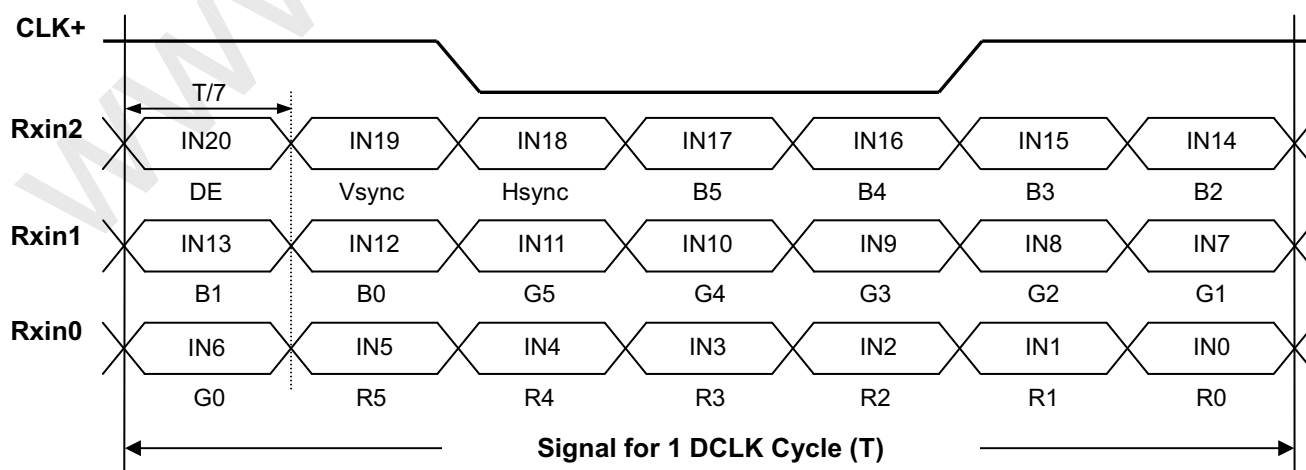 CLK+
T/7
Rxin2 IN20 IN19 IN18 IN17 IN16 IN15 IN14
DE Vsync Hsync B5 B4 B3 B2
Rxin1 IN13 IN12 IN11 IN10 IN9 IN8 IN7
B1 B0 G5 G4 G3 G2 G1
Rxin0 IN6 IN5 IN4 IN3 IN2 IN1 IN0
G0 R5 R4 R3 R2 R1 R0
Signal for 1 DCLK Cycle (T)